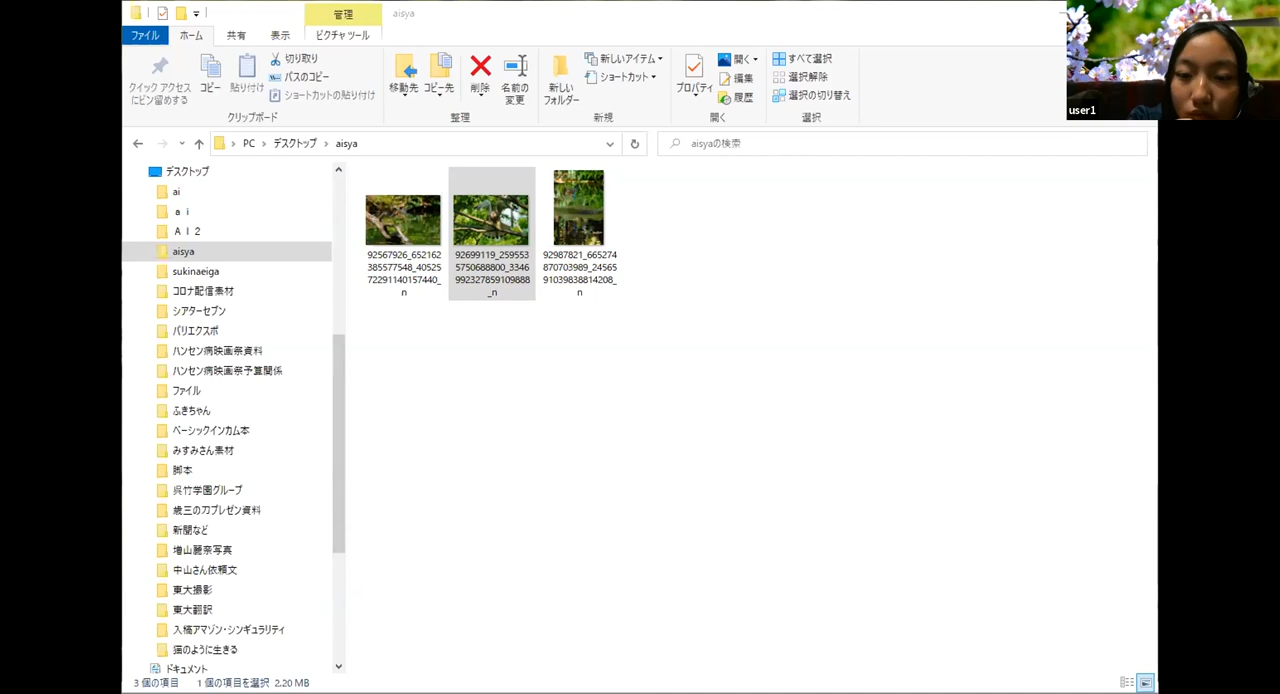 管理
aisya
ファイル
ホーム
共有
表示
ピクチャ ツール
クイック アクセス
にピン留めする
コピー
貼り付け
切り取り
パスのコピー
ショートカットの貼り付け
クリップボード
移動先
コピー先
削除
名前の
変更
整理
新しい
フォルダー
新しいアイテム
ショートカット
新規
プロパティ
開く
編集
履歴
開く
すべて選択
選択解除
選択の切り替え
選択
user1
PC
デスクトップ
aisya
aisyaの検索
デスクトップ
ai
ａｉ
ＡＩ２
aisya
sukinaeiga
コロナ配信素材
シアターセブン
パリエクスポ
ハンセン病映画祭資料
ハンセン病映画祭予算関係
ファイル
ふきちゃん
ベーシックインカム本
みすみさん素材
脚本
呉竹学園グループ
歳三の刀プレゼン資料
新聞など
増山麗奈写真
中山さん依頼文
東大撮影
東大翻訳
入稿アマゾン・シンギュラリティ
猫のように生きる
ドキュメント
92567926_652162
385577548_40525
72291140157440_
n
92699119_259553
5750688800_3346
992327859109888
_n
92987821_665274
870703989_24565
91039838814208_
n
3 個の項目
1 個の項目を選択 2.20 MB